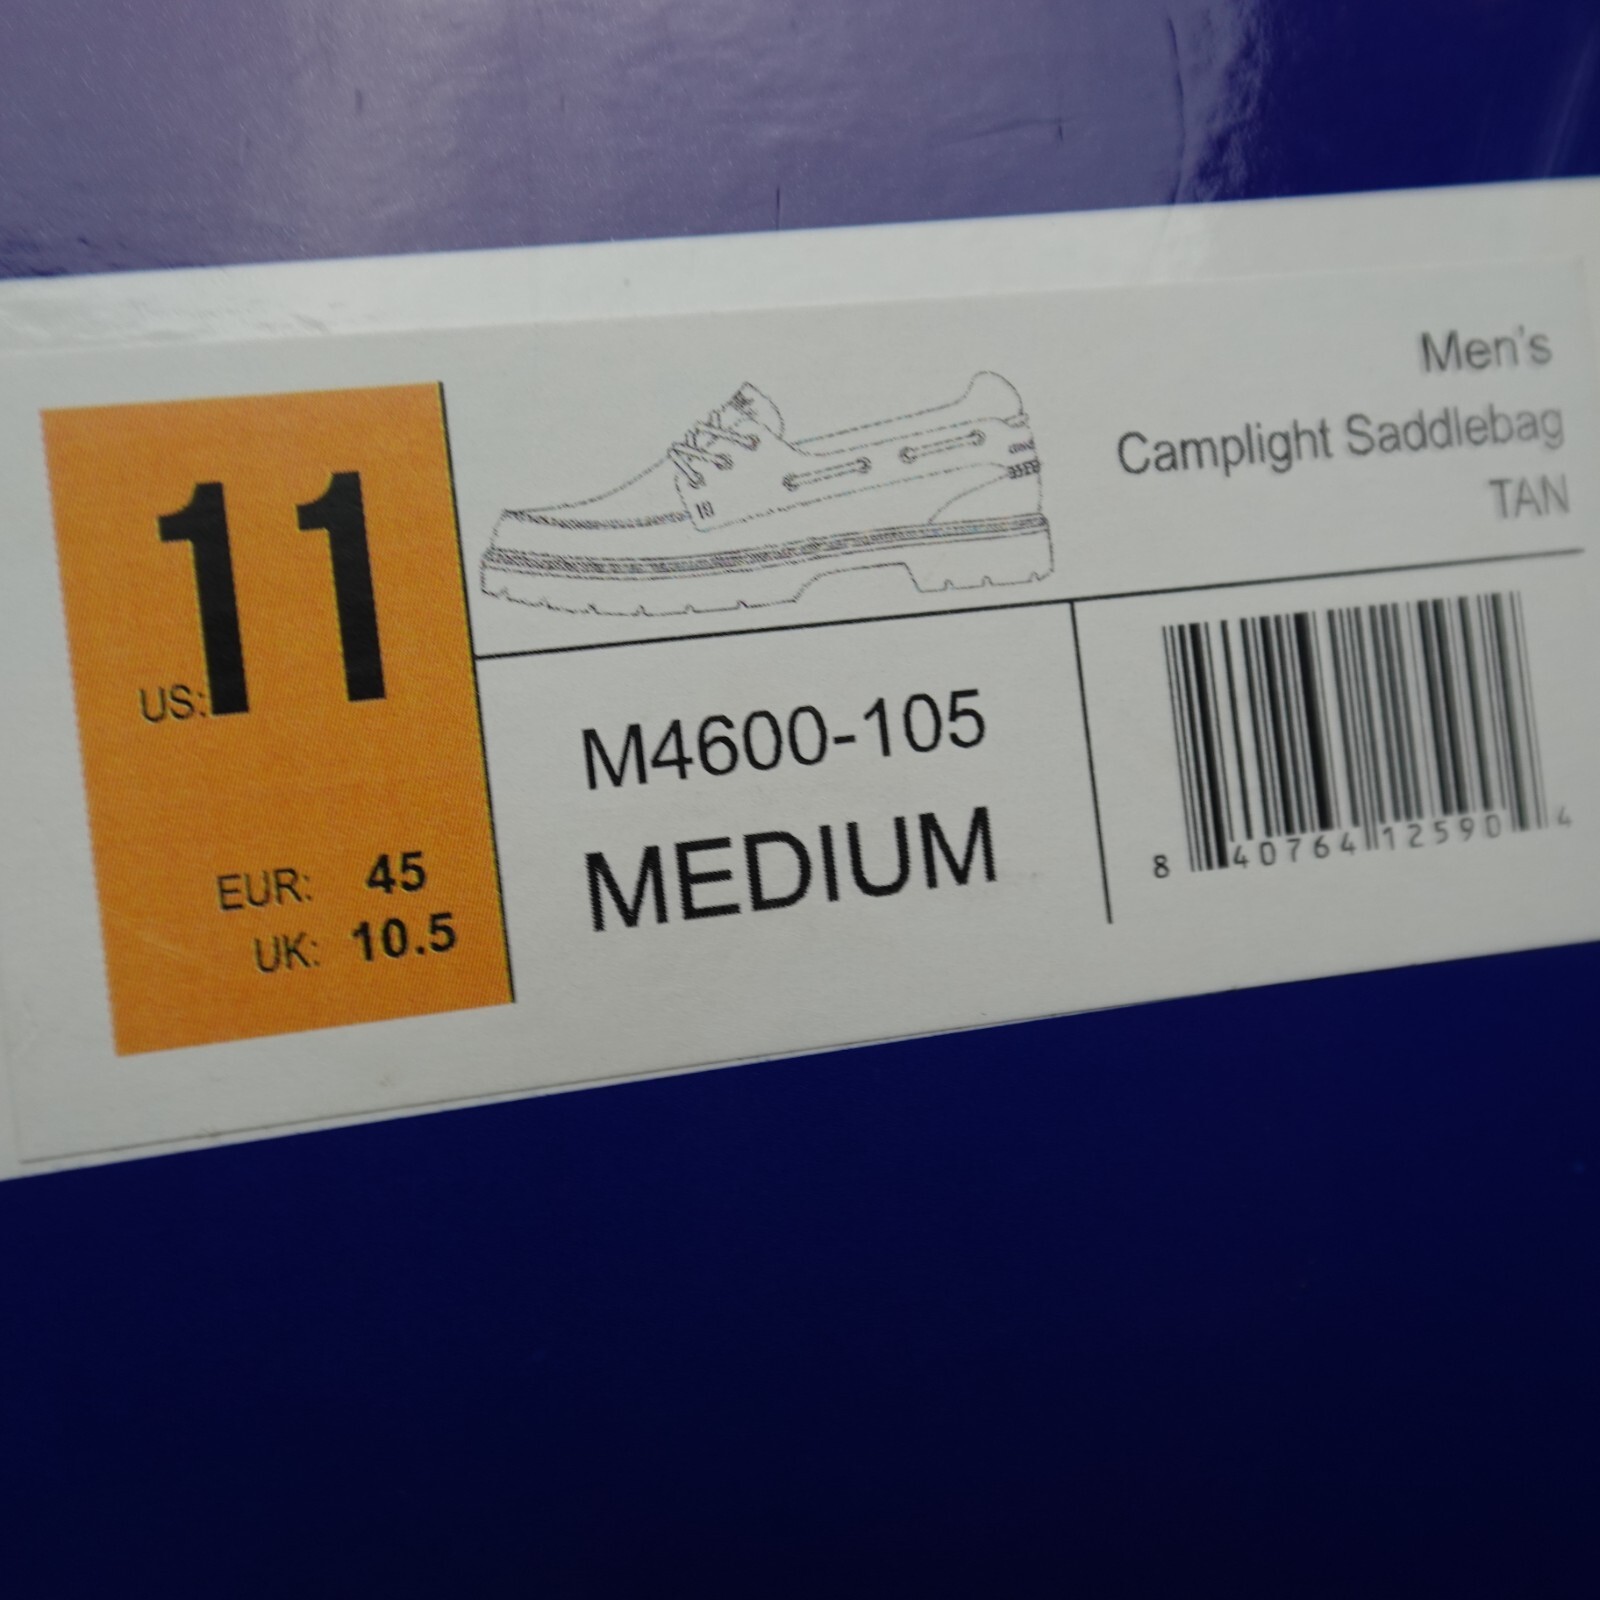 US: 11
EUR: 45
UK: 10.5
Men's
Camplight Saddlebag
TAN
M4600-105
MEDIUM
8 40764 12590 4